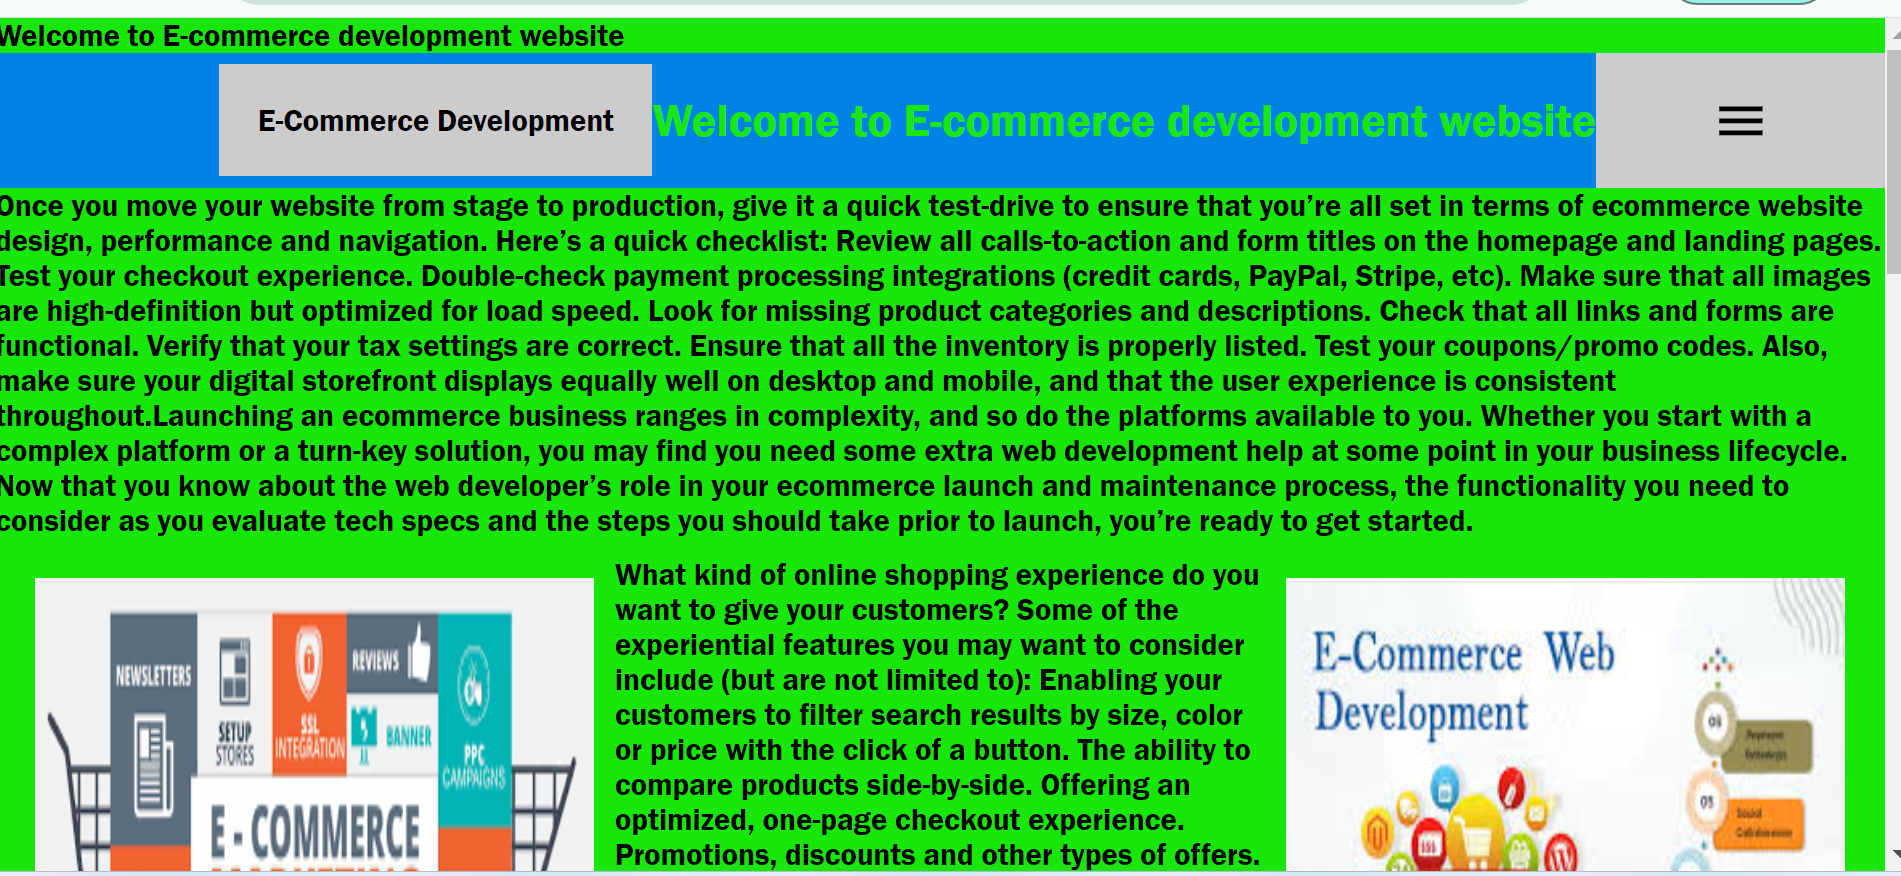 Welcome to E-commerce development website
E-Commerce Development
Welcome to E-commerce development website
Once you move your website from stage to production, give it a quick test-drive to ensure that you’re all set in terms of ecommerce website
design, performance and navigation. Here’s a quick checklist: Review all calls-to-action and form titles on the homepage and landing pages.
Test your checkout experience. Double-check payment processing integrations (credit cards, PayPal, Stripe, etc). Make sure that all images
are high-definition but optimized for load speed. Look for missing product categories and descriptions. Check that all links and forms are
functional. Verify that your tax settings are correct. Ensure that all the inventory is properly listed. Test your coupons/promo codes. Also,
make sure your digital storefront displays equally well on desktop and mobile, and that the user experience is consistent
throughout.Launching an ecommerce business ranges in complexity, and so do the platforms available to you. Whether you start with a
complex platform or a turn-key solution, you may find you need some extra web development help at some point in your business lifecycle.
Now that you know about the web developer’s role in your ecommerce launch and maintenance process, the functionality you need to
consider as you evaluate tech specs and the steps you should take prior to launch, you’re ready to get started.
NEWSLETTERS
SETUP
STORES
SSL
INTEGRATION
REVIEWS
BANNER
PPC
CAMPAIGNS
E - COMMERCE
What kind of online shopping experience do you
want to give your customers? Some of the
experiential features you may want to consider
include (but are not limited to): Enabling your
customers to filter search results by size, color
or price with the click of a button. The ability to
compare products side-by-side. Offering an
optimized, one-page checkout experience.
Promotions, discounts and other types of offers.
E-Commerce Web
Development
06
05
SSS